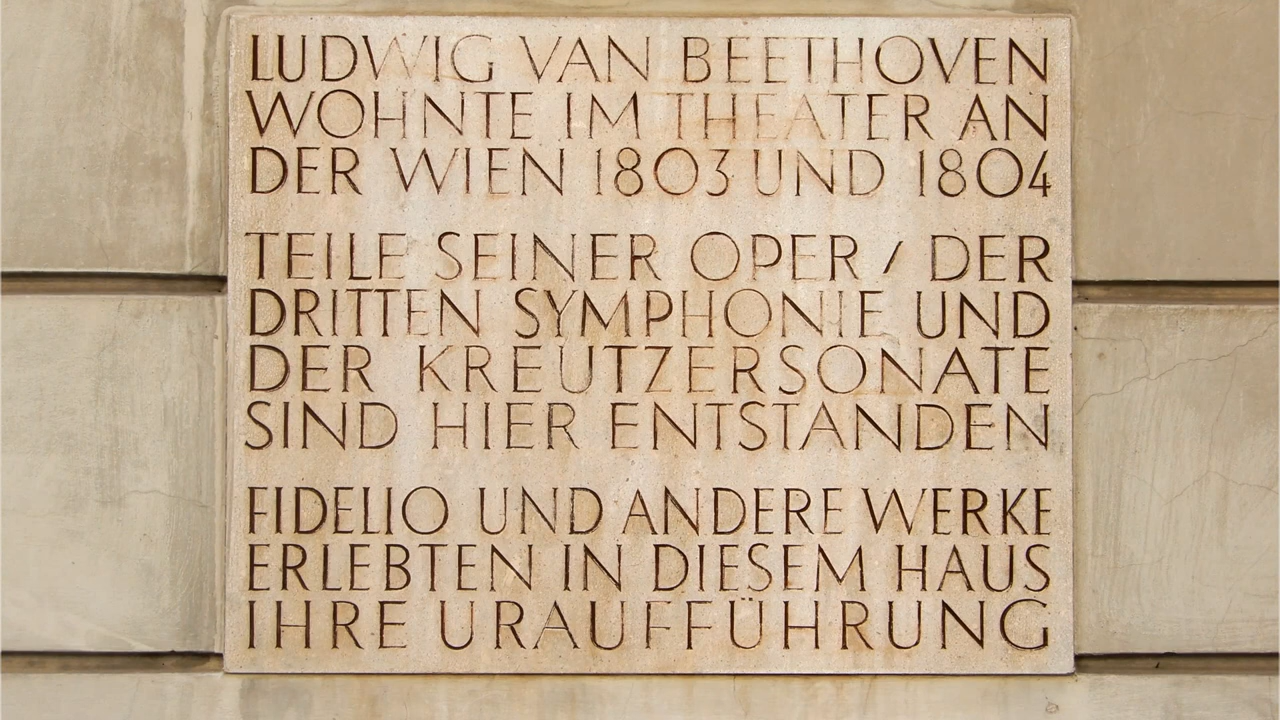 LUDWIG VAN BEETHOVEN
WOHNTE IM THEATER AN
DER WIEN 1803 UND 1804
TEILE SEINER OPER / DER
DRITTEN SYMPHONIE UND
DER KREUTZERSONATE
SIND HIER ENTSTANDEN
FIDELIO UND ANDERE WERKE
ERLEBTEN IN DIESEM HAUS
IHRE URAUFFÜHRUNG